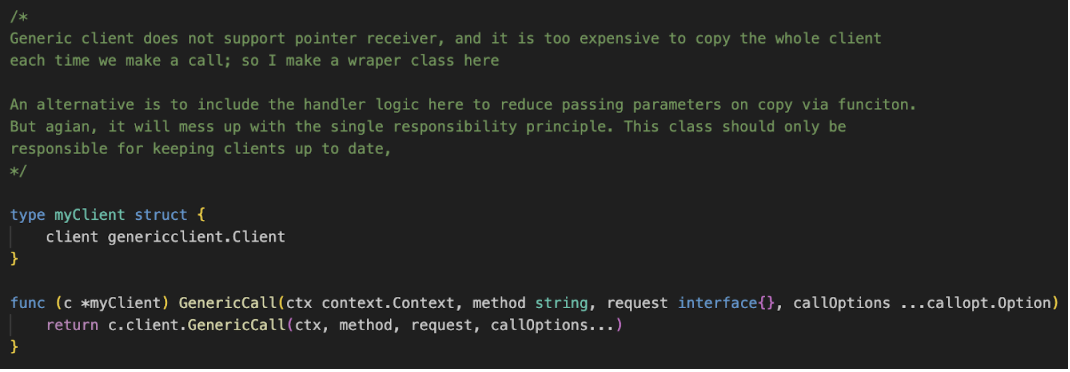 /*
Generic client does not support pointer receiver, and it is too expensive to copy the whole client
each time we make a call; so I make a wraper class here
An alternative is to include the handler logic here to reduce passing parameters on copy via funciton.
But agian, it will mess up with the single responsibility principle. This class should only be
responsible for keeping clients up to date,
*/
type myClient struct {
client genericclient.Client
}
func (c *myClient) GenericCall(ctx context.Context, method string, request interface{}, callOptions ...callopt.Option)
return c.client.GenericCall(ctx, method, request, callOptions...)
}